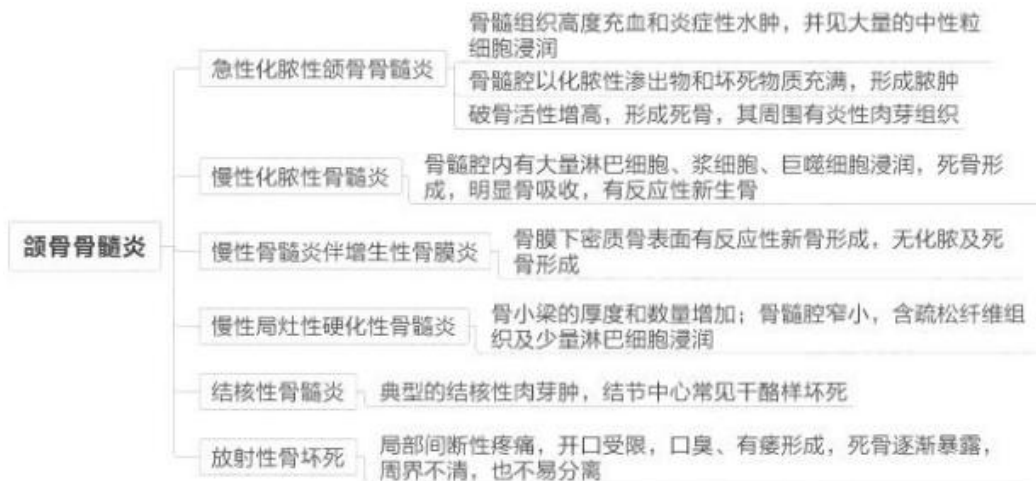 颌骨骨髓炎
急性化脓性颌骨骨髓炎
骨髓组织高度充血和炎症性水肿，并见大量的中性粒
细胞浸润
骨髓腔以化脓性渗出物和坏死物质充满，形成脓肿
破骨活性增高，形成死骨，其周围有炎性肉芽组织
慢性化脓性骨髓炎
骨髓腔内有大量淋巴细胞、浆细胞、巨噬细胞浸润，死骨形
成，明显骨吸收，有反应性新生骨
慢性骨髓炎伴增生性骨膜炎
骨膜下密质骨表面有反应性新骨形成，无化脓及死
骨形成
慢性局灶性硬化性骨髓炎
骨小梁的厚度和数量增加；骨髓腔窄小，含疏松纤维组
织及少量淋巴细胞浸润
结核性骨髓炎
典型的结核性肉芽肿，结节中心常见干酪样坏死
放射性骨坏死
局部间断性疼痛，开口受限，口臭、有瘘形成，死骨逐渐暴露，
周界不清，也不易分离